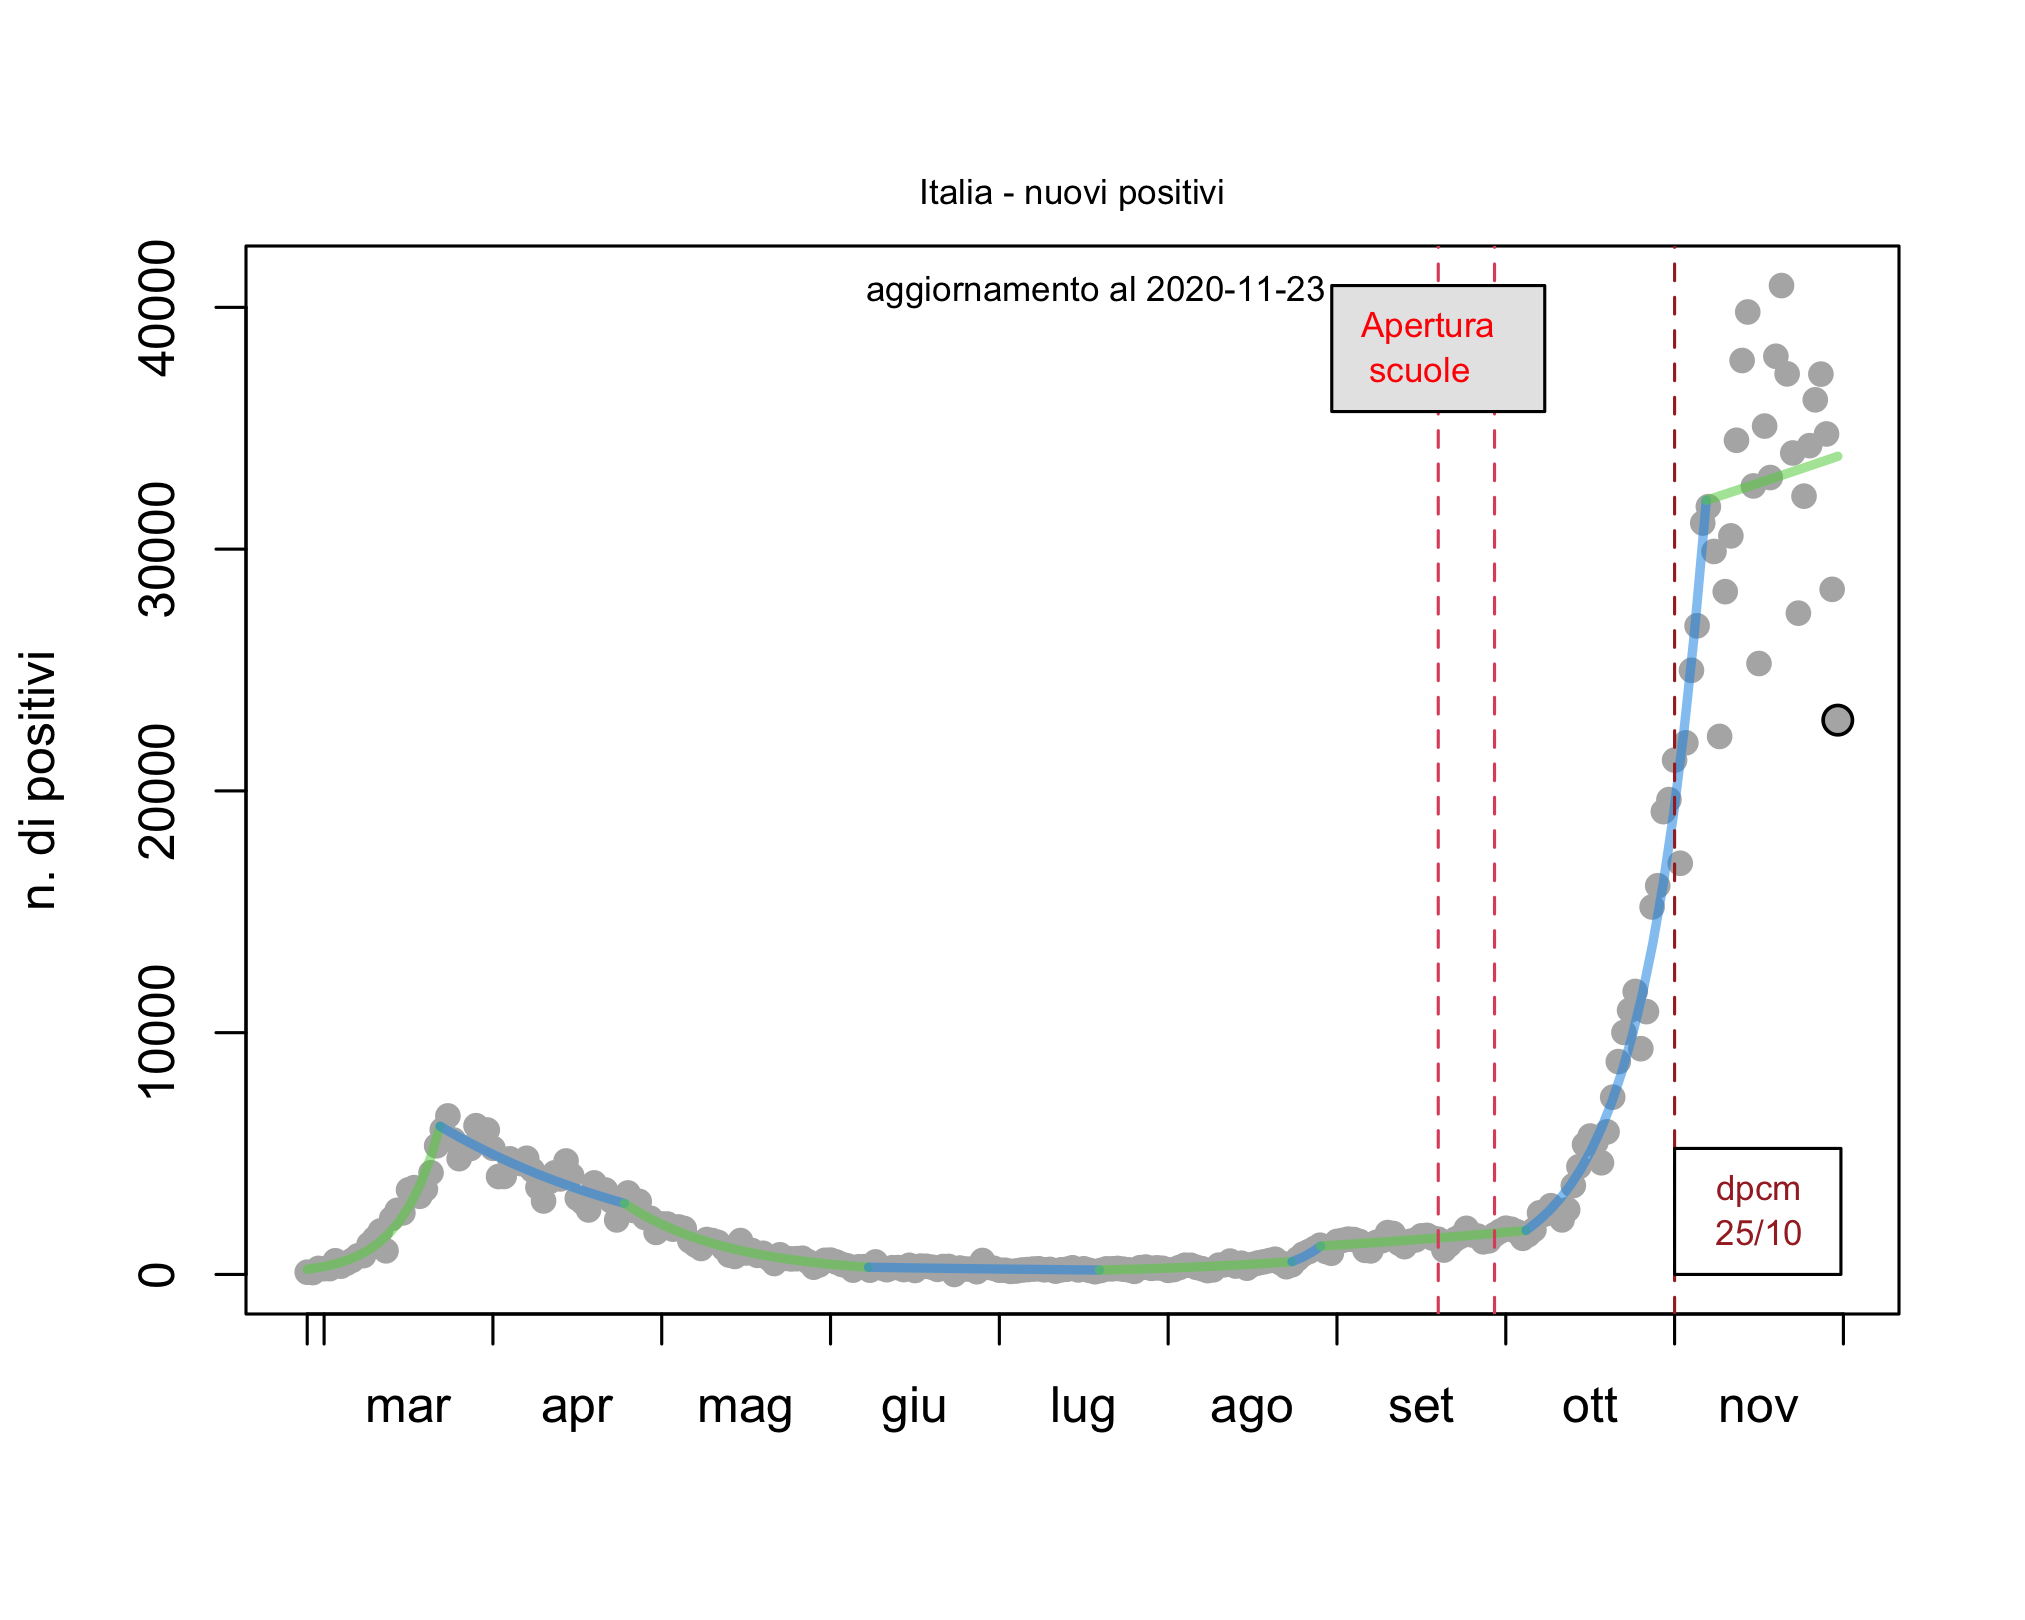 Italia - nuovi positivi
aggiornamento al 2020-11-23
Apertura
scuole
n. di positivi
40000
30000
20000
10000
0
dpcm
25/10
mar apr mag giu lug ago set ott nov